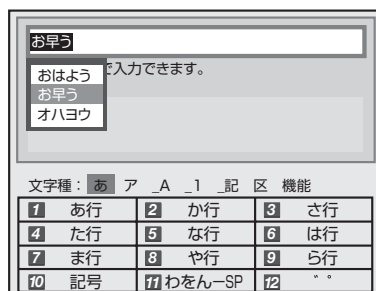 お早う
で入力できます。
おはよう
お早う
オハヨウ
文字種： あ ア _A _1 _記 区 機能
1 あ行 2 か行 3 さ行
4 た行 5 な行 6 は行
7 ま行 8 や行 9 ら行
10 記号 11 わをんーSP 12 ゛゜